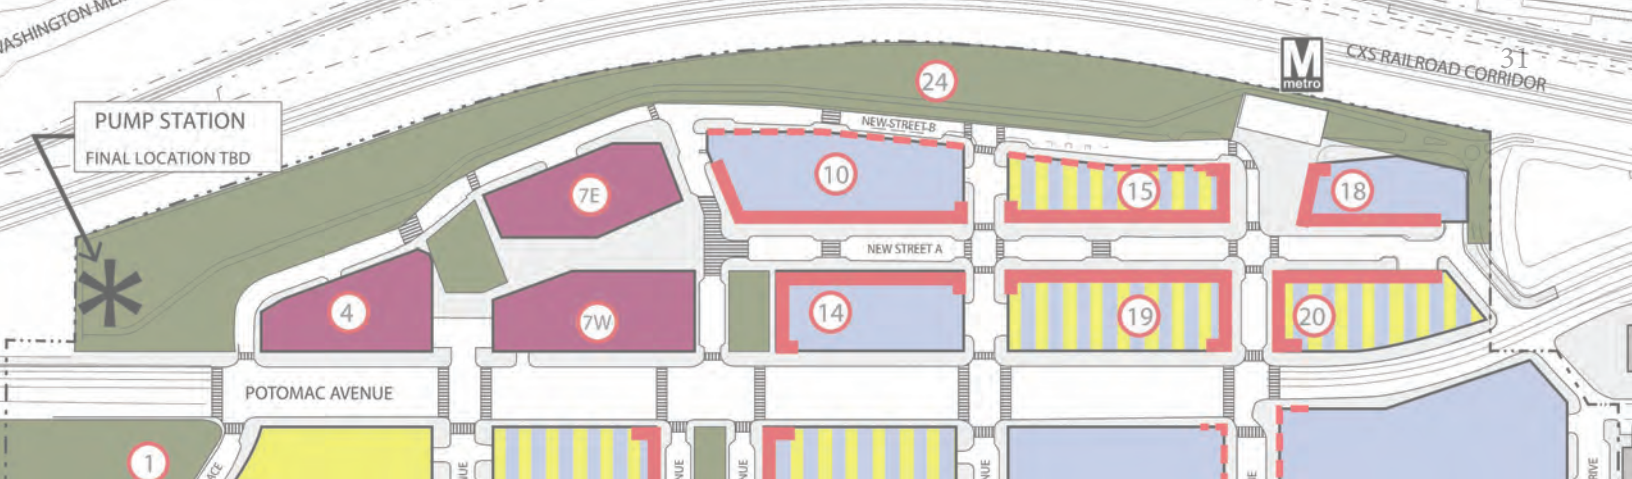 WASHINGTON
31
M
metro
CXS RAILROAD CORRIDOR
24
PUMP STATION
FINAL LOCATION TBD
NEW STREET B
7E
10
15
18
NEW STREET A
4
7W
14
19
20
POTOMAC AVENUE
1